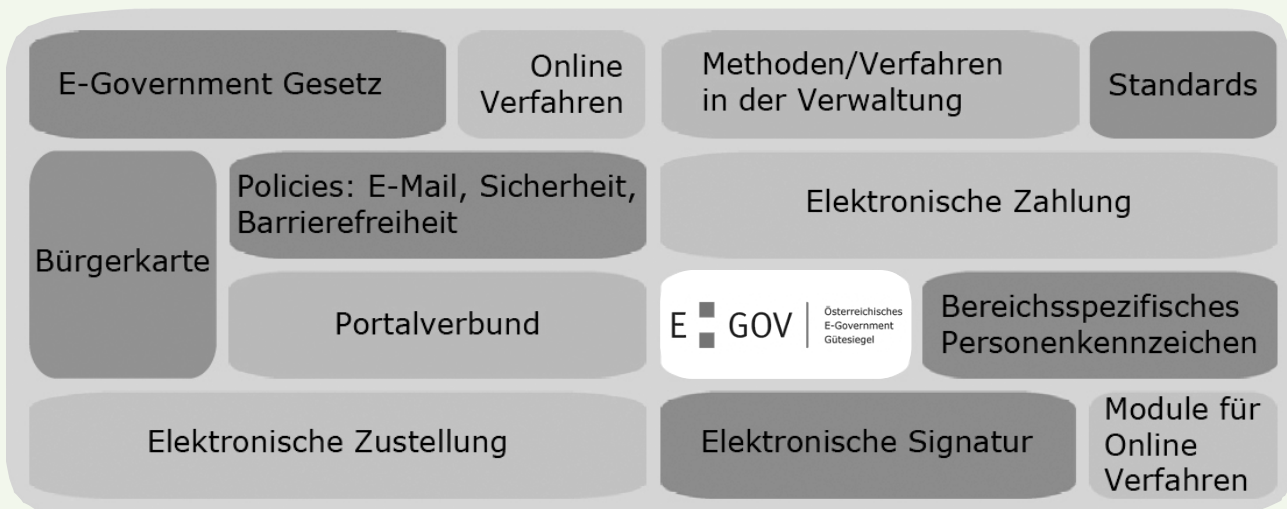 E-Government Gesetz
Online
Verfahren
Methoden/Verfahren
in der Verwaltung
Standards
Bürgerkarte
Policies: E-Mail, Sicherheit,
Barrierefreiheit
Elektronische Zahlung
Portalverbund
E GOV
Österreichisches
E-Government
Gütesiegel
Bereichsspezifisches
Personenkennzeichen
Elektronische Zustellung
Elektronische Signatur
Module für
Online
Verfahren